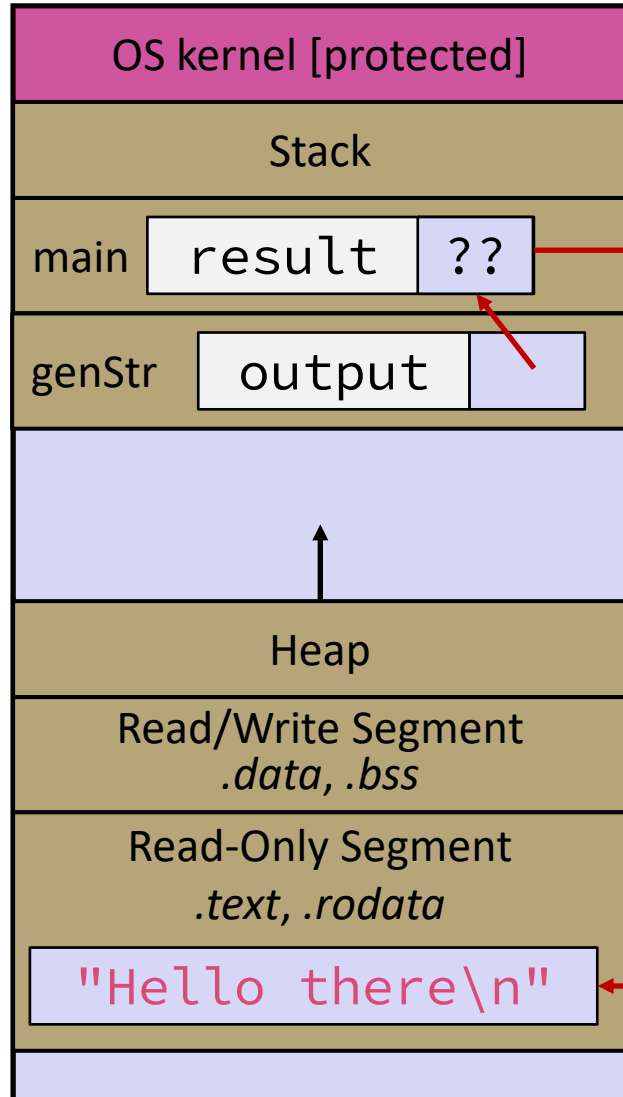 OS kernel [protected]
Stack
main result ??
genStr output
Heap
Read/Write Segment
.data, .bss
Read-Only Segment
.text, .rodata
"Hello there\n"